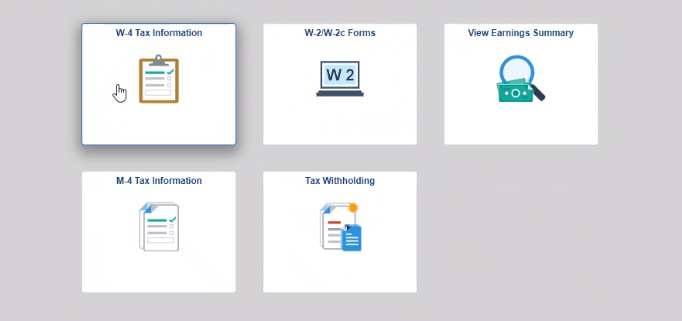 W-4 Tax Information
W-2/W-2c Forms
View Earnings Summary
W 2
M-4 Tax Information
Tax Withholding